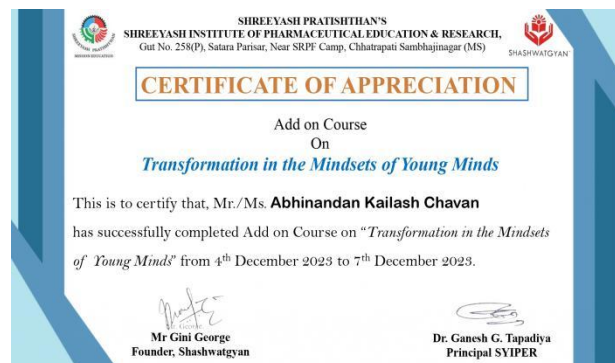 SHREEYASH PRATISHTHAN'S
SHREEYASH INSTITUTE OF PHARMACEUTICAL EDUCATION & RESEARCH,
Gut No. 258(P), Satara Parisar, Near SRPF Camp, Chhatrapati Sambhajinagar (MS)
SHASHWATGYAN
CERTIFICATE OF APPRECIATION
Add on Course
On
Transformation in the Mindsets of Young Minds
This is to certify that, Mr./Ms. Abhinandan Kailash Chavan
has successfully completed Add on Course on “Transformation in the Mindsets
of Young Minds” from 4th December 2023 to 7th December 2023.
Mr Gini George
Founder, Shashwatgyan
Dr. Ganesh G. Tapadiya
Principal SYIPER